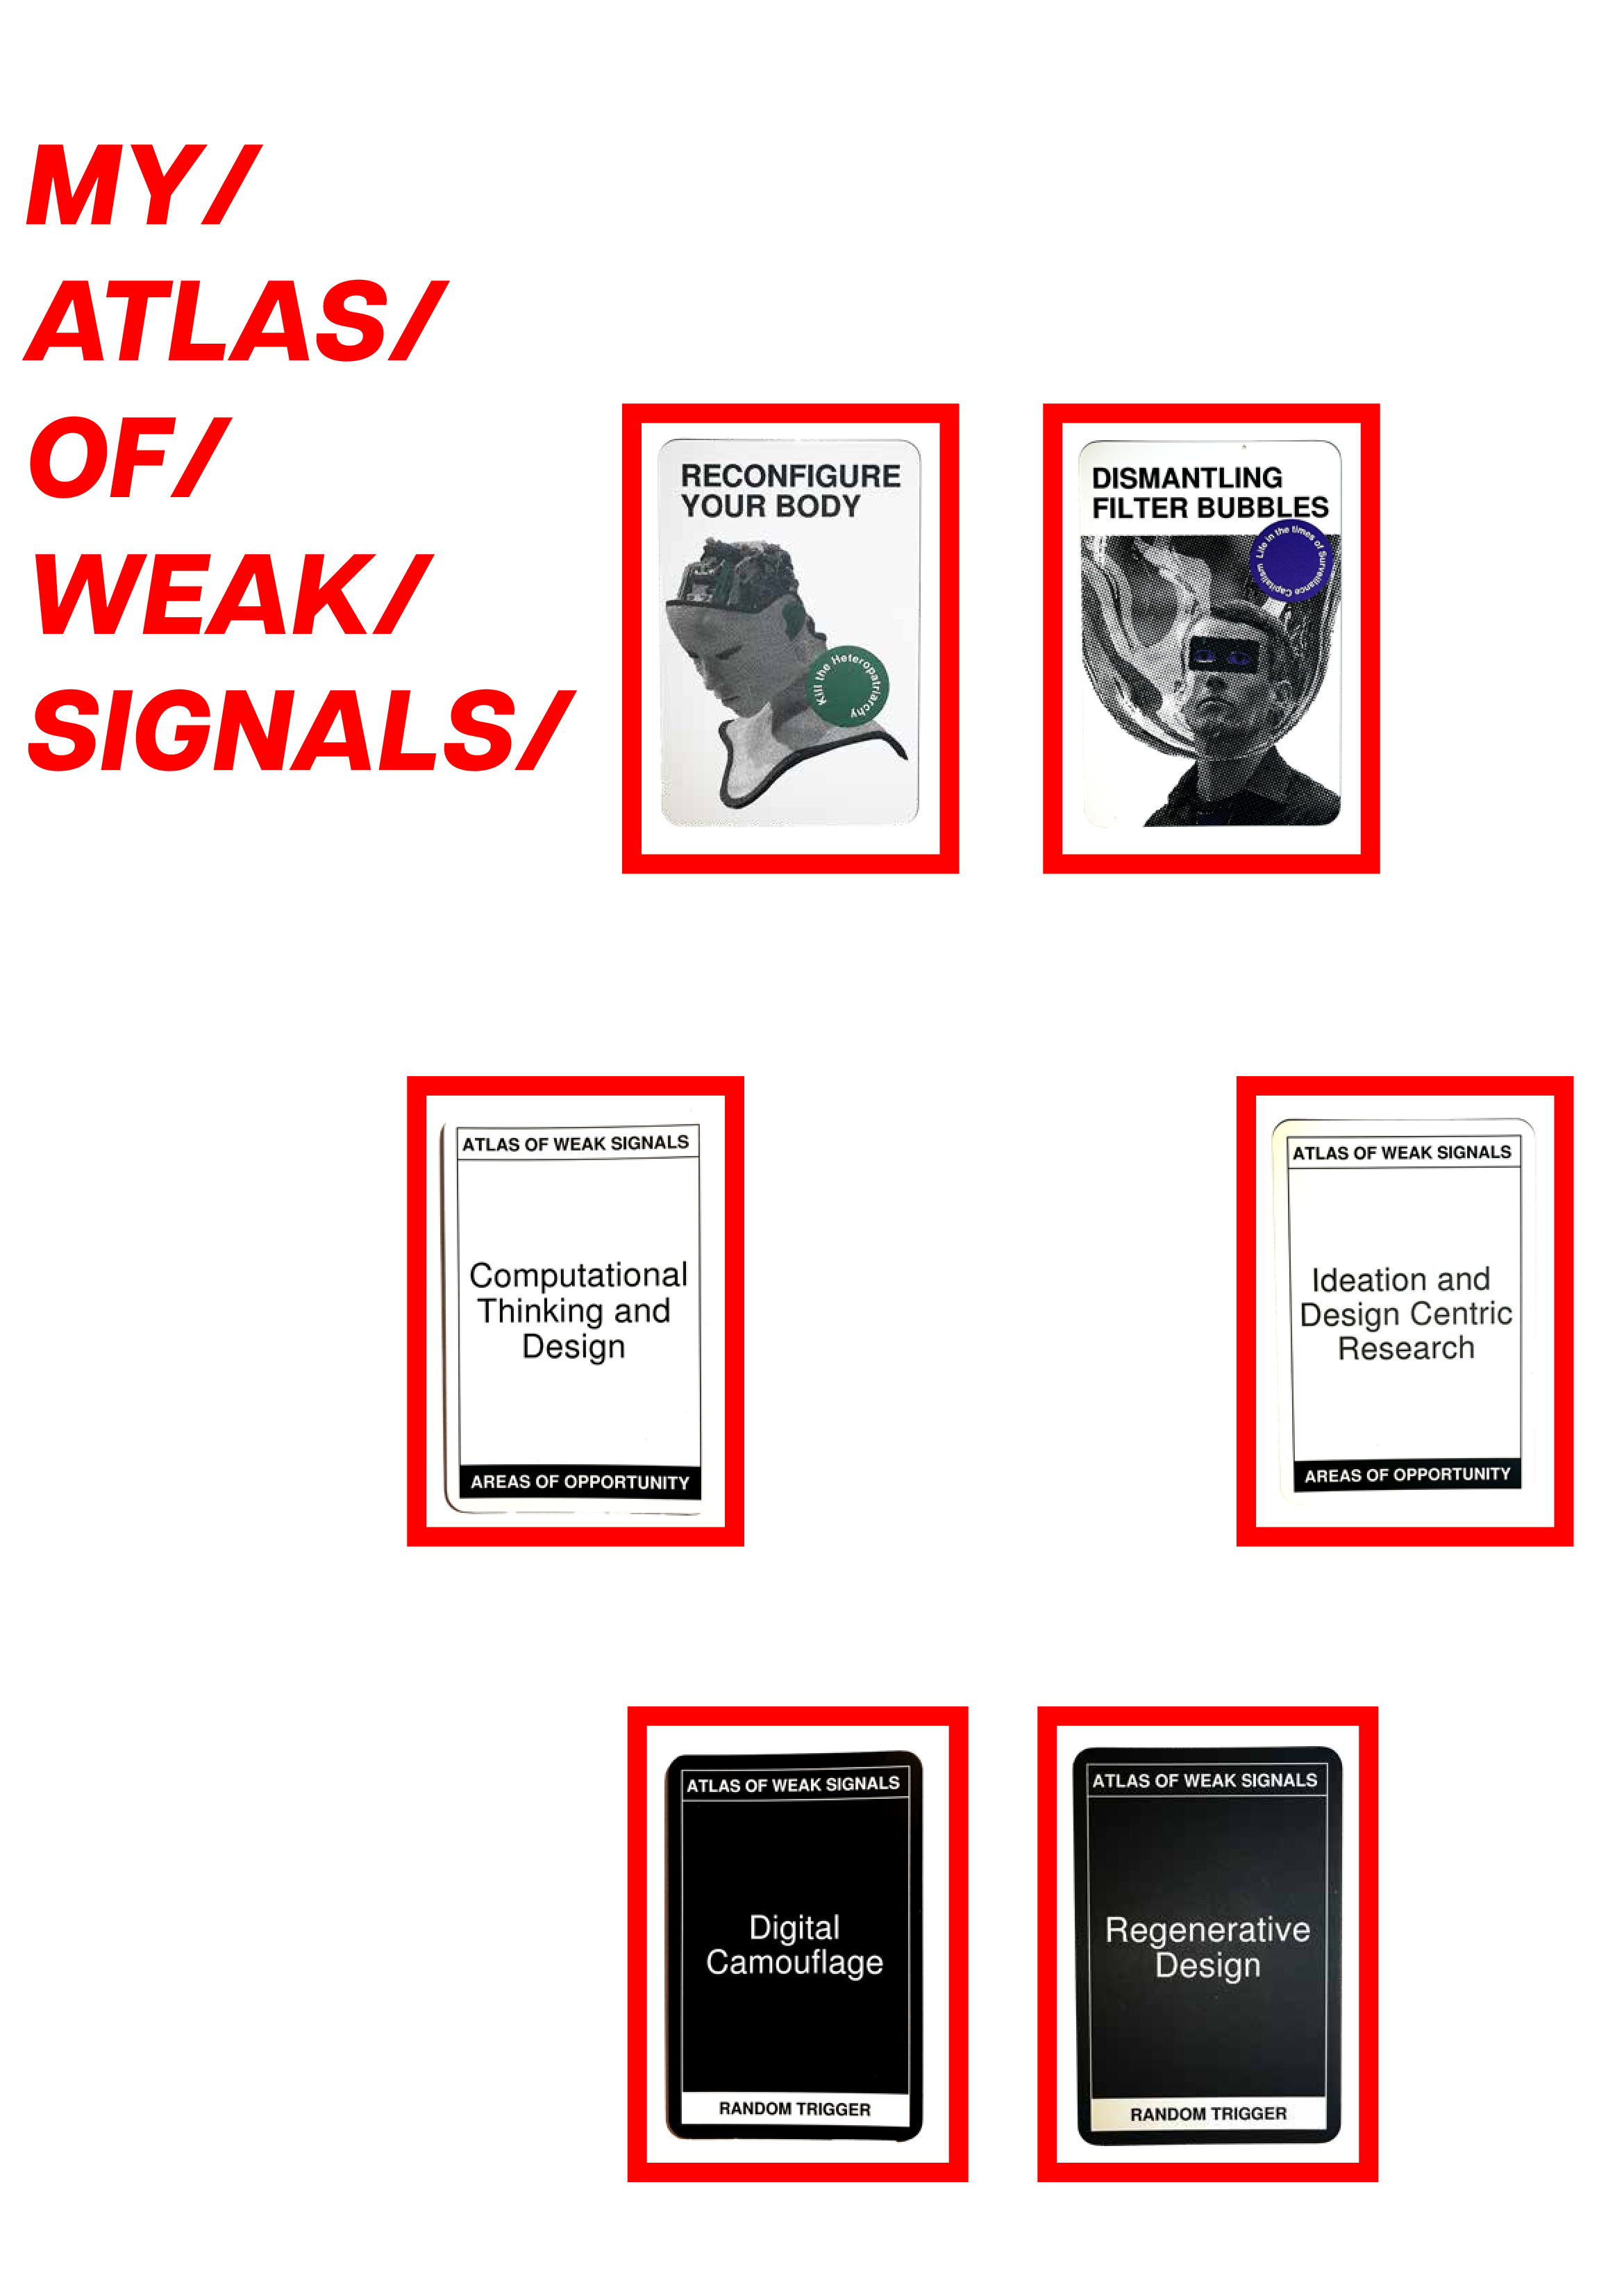 MY/
ATLAS/
OF/
WEAK/
SIGNALS/
RECONFIGURE
YOUR BODY
Kill the Heteropatriarchy
DISMANTLING
FILTER BUBBLES
Life in the times of Surveillance Capitalism
ATLAS OF WEAK SIGNALS
Computational
Thinking and
Design
AREAS OF OPPORTUNITY
ATLAS OF WEAK SIGNALS
Ideation and
Design Centric
Research
AREAS OF OPPORTUNITY
ATLAS OF WEAK SIGNALS
Digital
Camouflage
RANDOM TRIGGER
ATLAS OF WEAK SIGNALS
Regenerative
Design
RANDOM TRIGGER